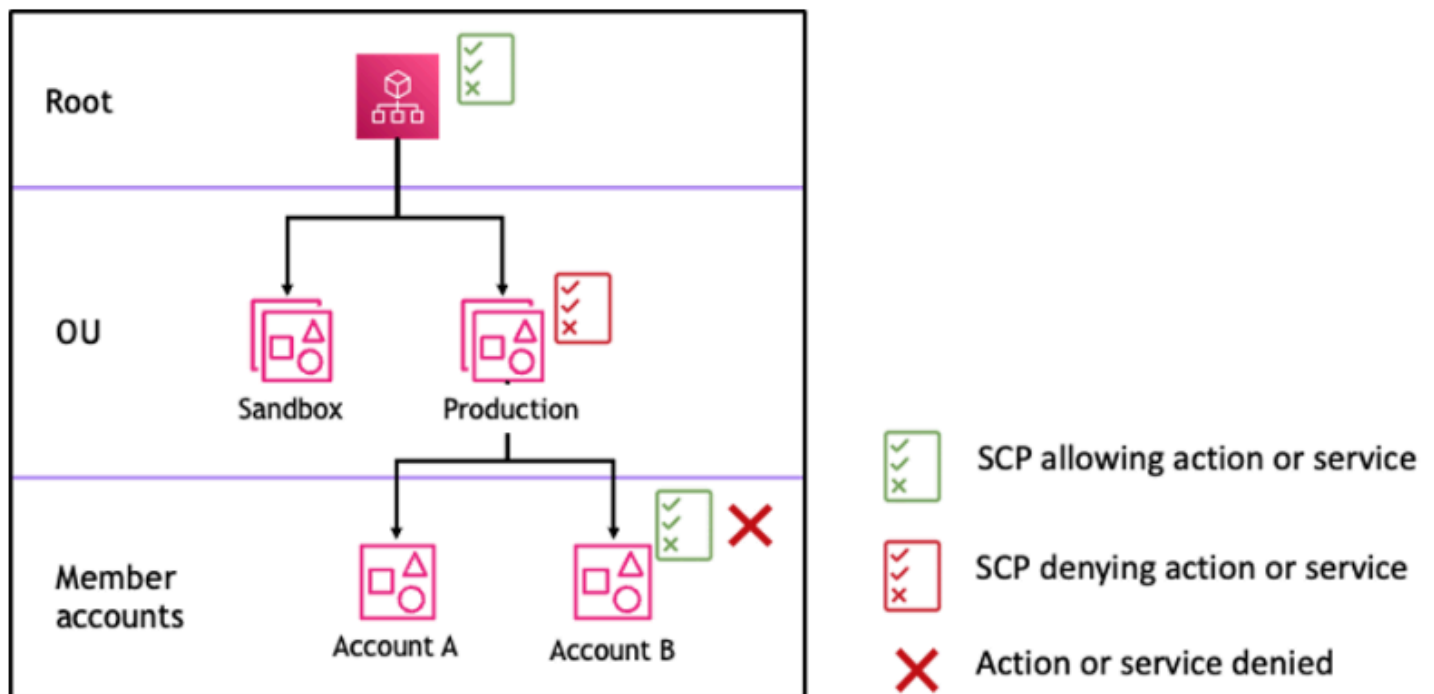 Root
OU
Sandbox
Production
Member
accounts
Account A
Account B
SCP allowing action or service
SCP denying action or service
Action or service denied